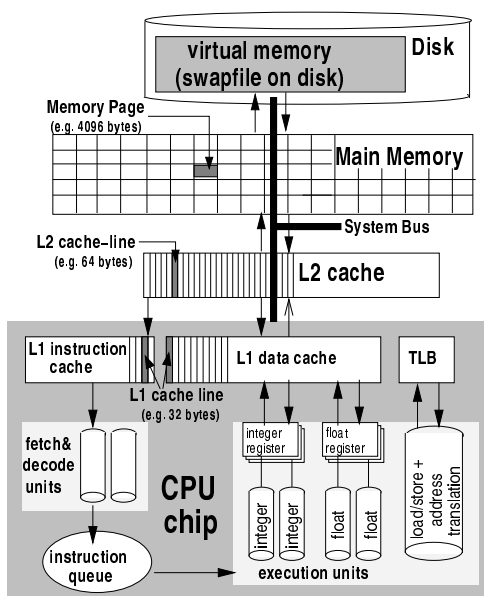 Disk
virtual memory
(swapfile on disk)
Memory Page
(e.g. 4096 bytes)
Main Memory
System Bus
L2 cache-line
(e.g. 64 bytes)
L2 cache
L1 instruction
cache
L1 data cache
TLB
L1 cache line
(e.g. 32 bytes)
fetch&
decode
units
integer
register
float
register
CPU
chip
integer
integer
float
float
load/store +
address
translation
instruction
queue
execution units